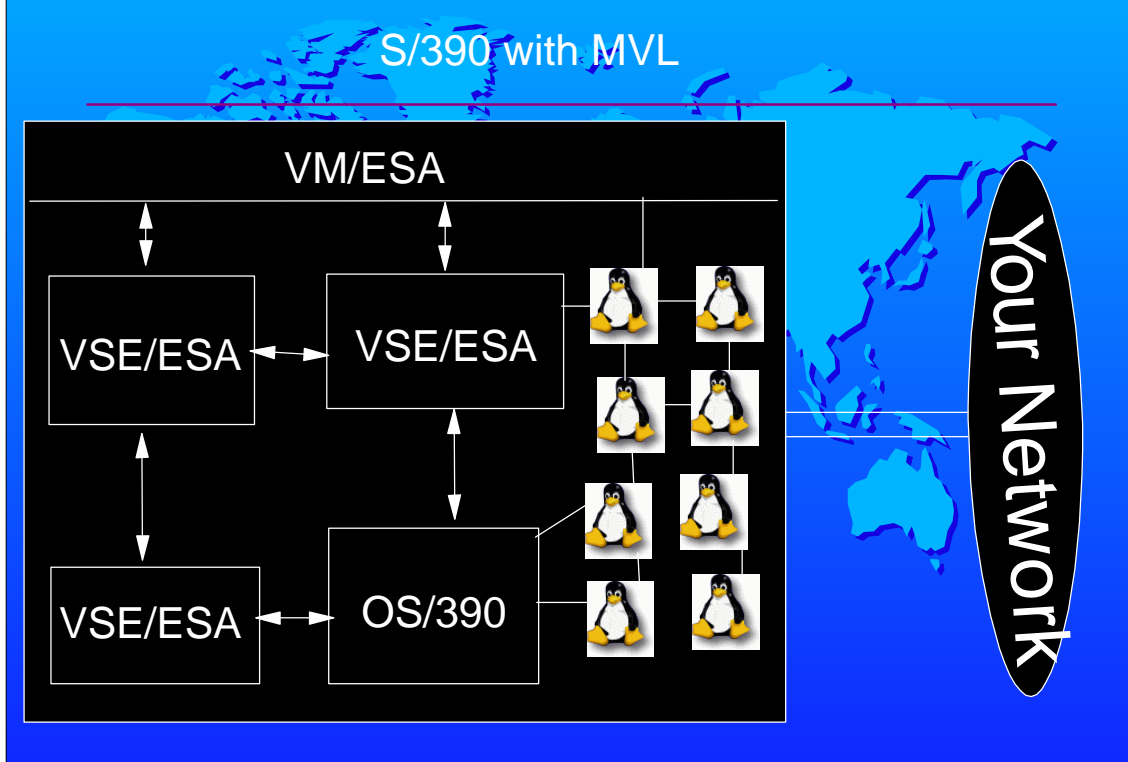 S/390 with MVL
VM/ESA
VSE/ESA
VSE/ESA
VSE/ESA
OS/390
Your Network